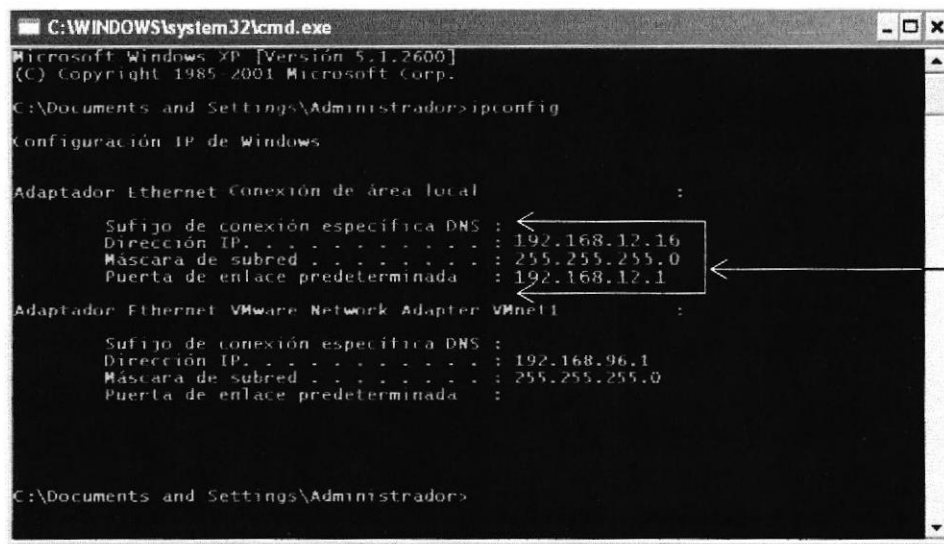 C:\WINDOWS\system32\cmd.exe
Microsoft Windows XP [Versión 5.1.2600]
(C) Copyright 1985-2001 Microsoft Corp.
C:\Documents and Settings\Administrador>ipconfig
Configuración IP de Windows
Adaptador Ethernet Conexión de área local :
Sufijo de conexión específica DNS :
Dirección IP. . . . . . . . . . . : 192.168.12.16
Máscara de subred . . . . . . . . : 255.255.255.0
Puerta de enlace predeterminada : 192.168.12.1
Adaptador Ethernet VMware Network Adapter VMnet1 :
Sufijo de conexión específica DNS :
Dirección IP. . . . . . . . . . . : 192.168.96.1
Máscara de subred . . . . . . . . : 255.255.255.0
Puerta de enlace predeterminada :
C:\Documents and Settings\Administrador>